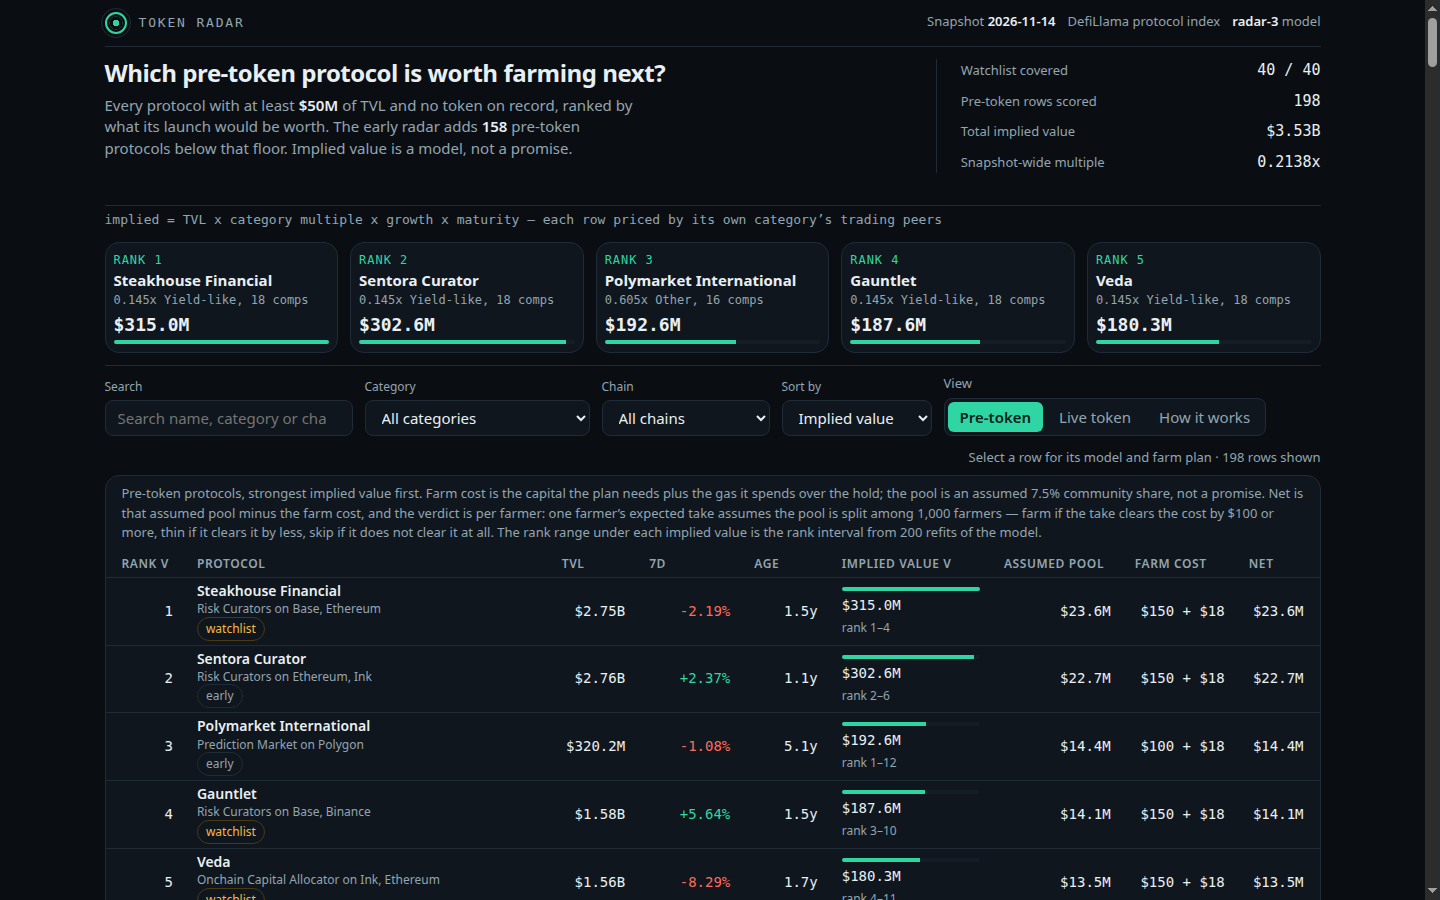 TOKEN RADAR
Snapshot 2026-11-14 DefiLlama protocol index radar-3 model
Which pre-token protocol is worth farming next?
Every protocol with at least $50M of TVL and no token on record, ranked by
what its launch would be worth. The early radar adds 158 pre-token
protocols below that floor. Implied value is a model, not a promise.
Watchlist covered 40 / 40
Pre-token rows scored 198
Total implied value $3.53B
Snapshot-wide multiple 0.2138x
implied = TVL x category multiple x growth x maturity — each row priced by its own category’s trading peers
RANK 1
Steakhouse Financial
0.145x Yield-like, 18 comps
$315.0M
RANK 2
Sentora Curator
0.145x Yield-like, 18 comps
$302.6M
RANK 3
Polymarket International
0.605x Other, 16 comps
$192.6M
RANK 4
Gauntlet
0.145x Yield-like, 18 comps
$187.6M
RANK 5
Veda
0.145x Yield-like, 18 comps
$180.3M
Search
Search name, category or cha
Category
All categories
Chain
All chains
Sort by
Implied value
View
Pre-token Live token How it works
Select a row for its model and farm plan · 198 rows shown
Pre-token protocols, strongest implied value first. Farm cost is the capital the plan needs plus the gas it spends over the hold; the pool is an assumed 7.5% community share, not a promise. Net is
that assumed pool minus the farm cost, and the verdict is per farmer: one farmer’s expected take assumes the pool is split among 1,000 farmers — farm if the take clears the cost by $100 or
more, thin if it clears it by less, skip if it does not clear it at all. The rank range under each implied value is the rank interval from 200 refits of the model.
RANK V PROTOCOL TVL 7D AGE IMPLIED VALUE V ASSUMED POOL FARM COST NET
Steakhouse Financial
Risk Curators on Base, Ethereum
watchlist
1 $2.75B -2.19% 1.5y $315.0M $23.6M $150 + $18 $23.6M
rank 1–4
Sentora Curator
Risk Curators on Ethereum, Ink
early
2 $2.76B +2.37% 1.1y $302.6M $22.7M $150 + $18 $22.7M
rank 2–6
Polymarket International
Prediction Market on Polygon
early
3 $320.2M -1.08% 5.1y $192.6M $14.4M $100 + $18 $14.4M
rank 1–12
Gauntlet
Risk Curators on Base, Binance
watchlist
4 $1.58B +5.64% 1.5y $187.6M $14.1M $150 + $18 $14.1M
rank 3–10
Veda
Onchain Capital Allocator on Ink, Ethereum
watchlist
5 $1.56B -8.29% 1.7y $180.3M $13.5M $150 + $18 $13.5M
rank 4–11